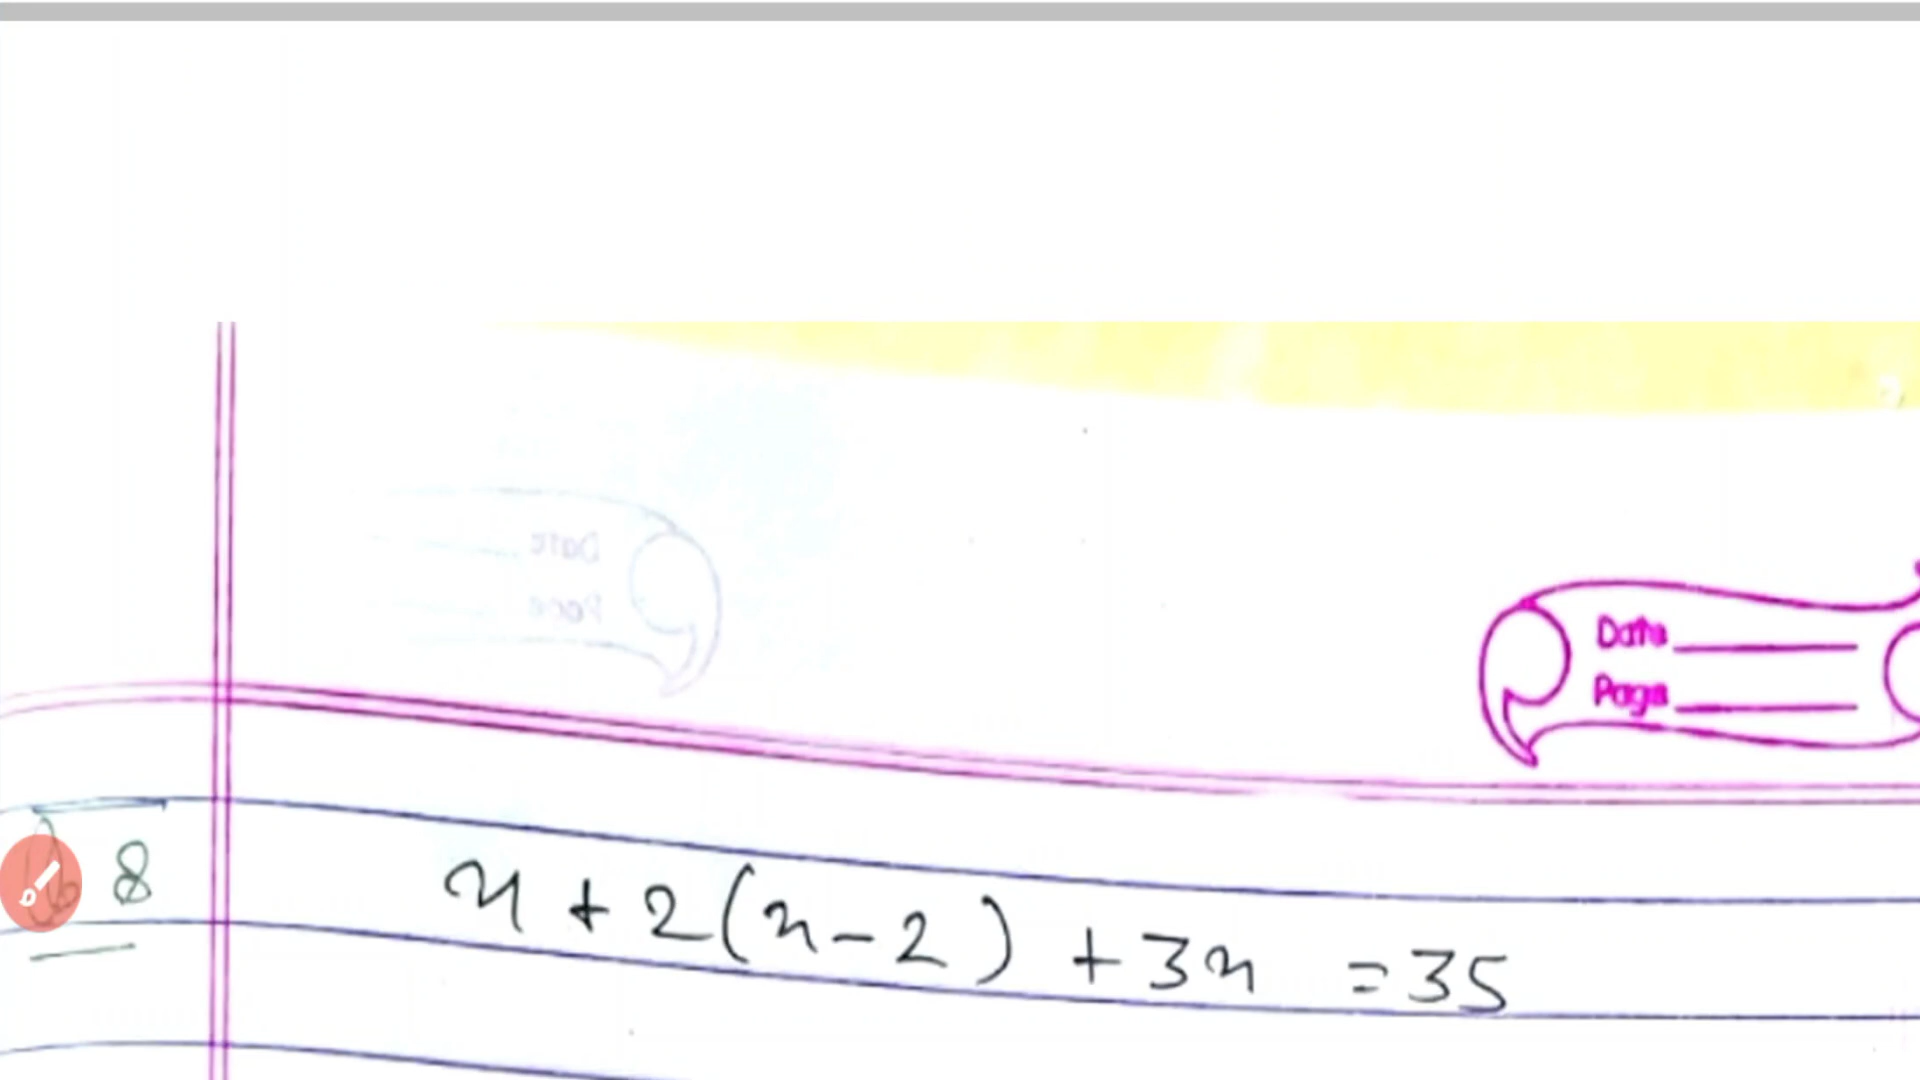 Date
Page
8
x + 2(x-2) + 3x = 35